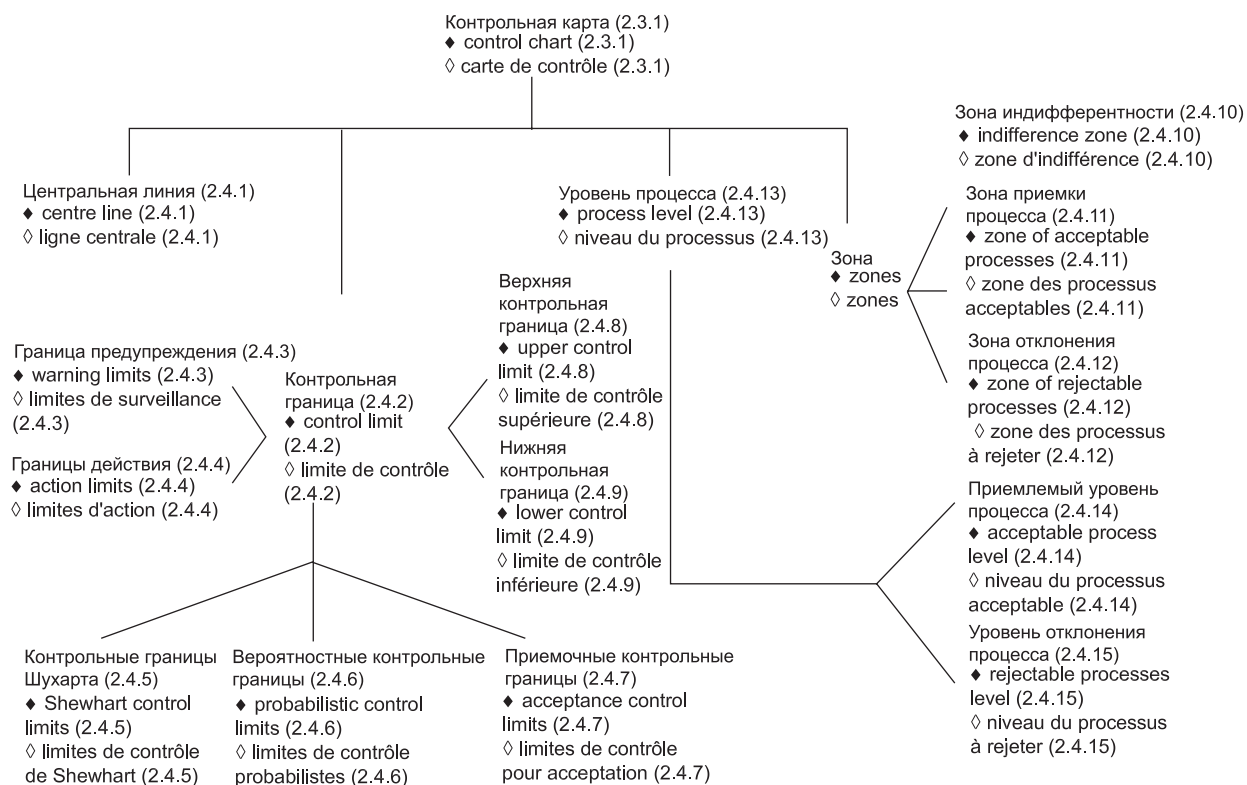 Контрольная карта (2.3.1)
♦ control chart (2.3.1)
◊ carte de contrôle (2.3.1)
Центральная линия (2.4.1)
♦ centre line (2.4.1)
◊ ligne centrale (2.4.1)
Уровень процесса (2.4.13)
♦ process level (2.4.13)
◊ niveau du processus (2.4.13)
Зона
♦ zones
◊ zones
Зона индифферентности (2.4.10)
♦ indifference zone (2.4.10)
◊ zone d'indifférence (2.4.10)
Зона приемки
процесса (2.4.11)
♦ zone of acceptable
processes (2.4.11)
◊ zone des processus
acceptables (2.4.11)
Зона отклонения
процесса (2.4.12)
♦ zone of rejectable
processes (2.4.12)
◊ zone des processus
à rejeter (2.4.12)
Граница предупреждения (2.4.3)
♦ warning limits (2.4.3)
◊ limites de surveillance
(2.4.3)
Границы действия (2.4.4)
♦ action limits (2.4.4)
◊ limites d'action (2.4.4)
Контрольная
граница (2.4.2)
♦ control limit
(2.4.2)
◊ limite de contrôle
(2.4.2)
Верхняя
контрольная
граница (2.4.8)
♦ upper control
limit (2.4.8)
◊ limite de contrôle
supérieure (2.4.8)
Нижняя
контрольная
граница (2.4.9)
♦ lower control
limit (2.4.9)
◊ limite de contrôle
inférieure (2.4.9)
Приемлемый уровень
процесса (2.4.14)
♦ acceptable process
level (2.4.14)
◊ niveau du processus
acceptable (2.4.14)
Уровень отклонения
процесса (2.4.15)
♦ rejectable processes
level (2.4.15)
◊ niveau du processus
à rejeter (2.4.15)
Контрольные границы
Шухарта (2.4.5)
♦ Shewhart control
limits (2.4.5)
◊ limites de contrôle
de Shewhart (2.4.5)
Вероятностные контрольные
границы (2.4.6)
♦ probabilistic control
limits (2.4.6)
◊ limites de contrôle
probabilistes (2.4.6)
Приемочные контрольные
границы (2.4.7)
♦ acceptance control
limits (2.4.7)
◊ limites de contrôle
pour acceptation (2.4.7)